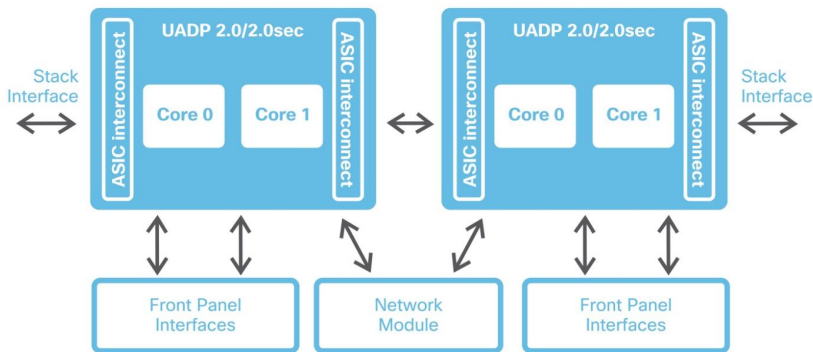 UADP 2.0/2.0sec
ASIC interconnect
Core 0
Core 1
ASIC interconnect
UADP 2.0/2.0sec
ASIC interconnect
Core 0
Core 1
ASIC interconnect
Stack
Interface
Stack
Interface
Front Panel
Interfaces
Network
Module
Front Panel
Interfaces